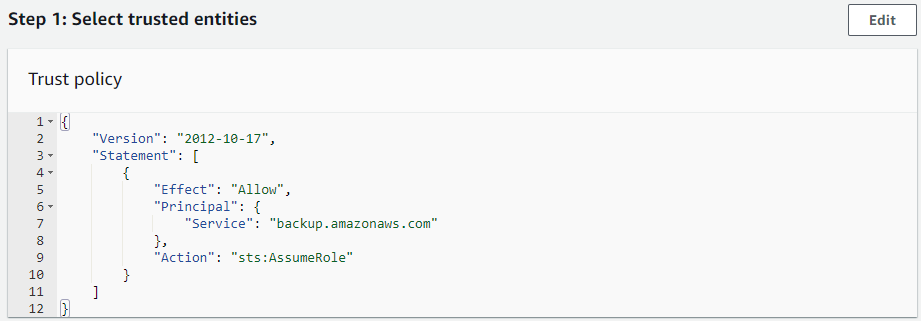 Step 1: Select trusted entities
Edit
Trust policy
1 {
2 "Version": "2012-10-17",
3 "Statement": [
4 {
5 "Effect": "Allow",
6 "Principal": {
7 "Service": "backup.amazonaws.com"
8 },
9 "Action": "sts:AssumeRole"
10 }
11 ]
12 }